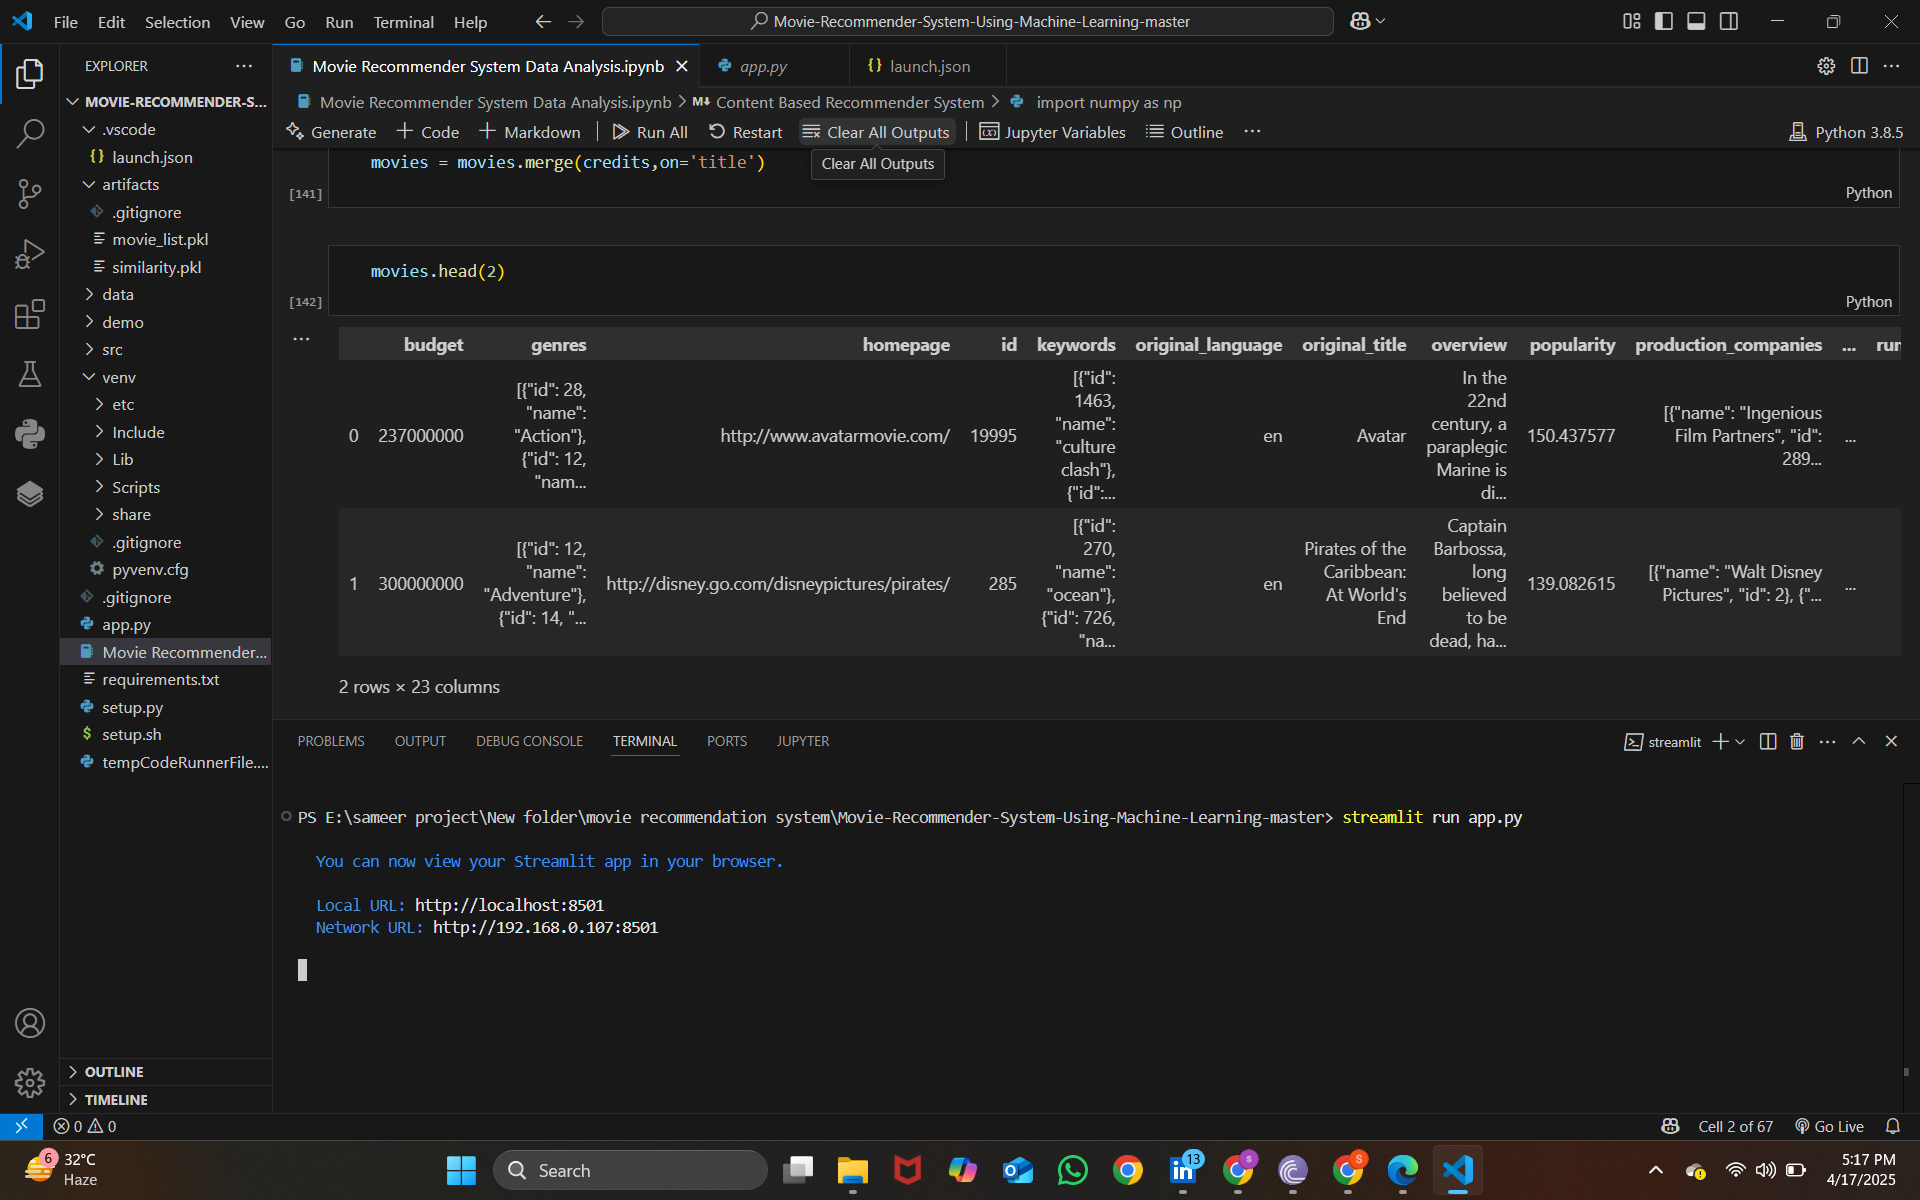 File Edit Selection View Go Run Terminal Help
Movie-Recommender-System-Using-Machine-Learning-master
EXPLORER
MOVIE-RECOMMENDER-S...
.vscode
launch.json
artifacts
.gitignore
movie_list.pkl
similarity.pkl
data
demo
src
venv
etc
Include
Lib
Scripts
share
.gitignore
pyvenv.cfg
.gitignore
app.py
Movie Recommender...
requirements.txt
setup.py
setup.sh
tempCodeRunnerFile....
OUTLINE
TIMELINE
Movie Recommender System Data Analysis.ipynb app.py launch.json
Movie Recommender System Data Analysis.ipynb > M↓ Content Based Recommender System > import numpy as np
Generate + Code + Markdown Run All Restart Clear All Outputs Jupyter Variables Outline ... Python 3.8.5
movies = movies.merge(credits,on='title')
Clear All Outputs
[141] Python
movies.head(2)
[142] Python
budget genres homepage id keywords original_language original_title overview popularity production_companies ... run
0 237000000 [{"id": 28, "name": "Action"}, {"id": 12, "nam... http://www.avatarmovie.com/ 19995 [{"id": 1463, "name": "culture clash"}, {"id":... en Avatar In the 22nd century, a paraplegic Marine is di... 150.437577 [{"name": "Ingenious Film Partners", "id": 289... ...
1 300000000 [{"id": 12, "name": "Adventure"}, {"id": 14, "... http://disney.go.com/disneypictures/pirates/ 285 [{"id": 270, "name": "ocean"}, {"id": 726, "na... en Pirates of the Caribbean: At World's End Captain Barbossa, long believed to be dead, ha... 139.082615 [{"name": "Walt Disney Pictures", "id": 2}, {"... ...
2 rows × 23 columns
PROBLEMS OUTPUT DEBUG CONSOLE TERMINAL PORTS JUPYTER
streamlit
PS E:\sameer project\New folder\movie recommendation system\Movie-Recommender-System-Using-Machine-Learning-master> streamlit run app.py
You can now view your Streamlit app in your browser.
Local URL: http://localhost:8501
Network URL: http://192.168.0.107:8501
0 0
Cell 2 of 67 Go Live
6 32°C
Haze
Search
13
S
S
5:17 PM
4/17/2025